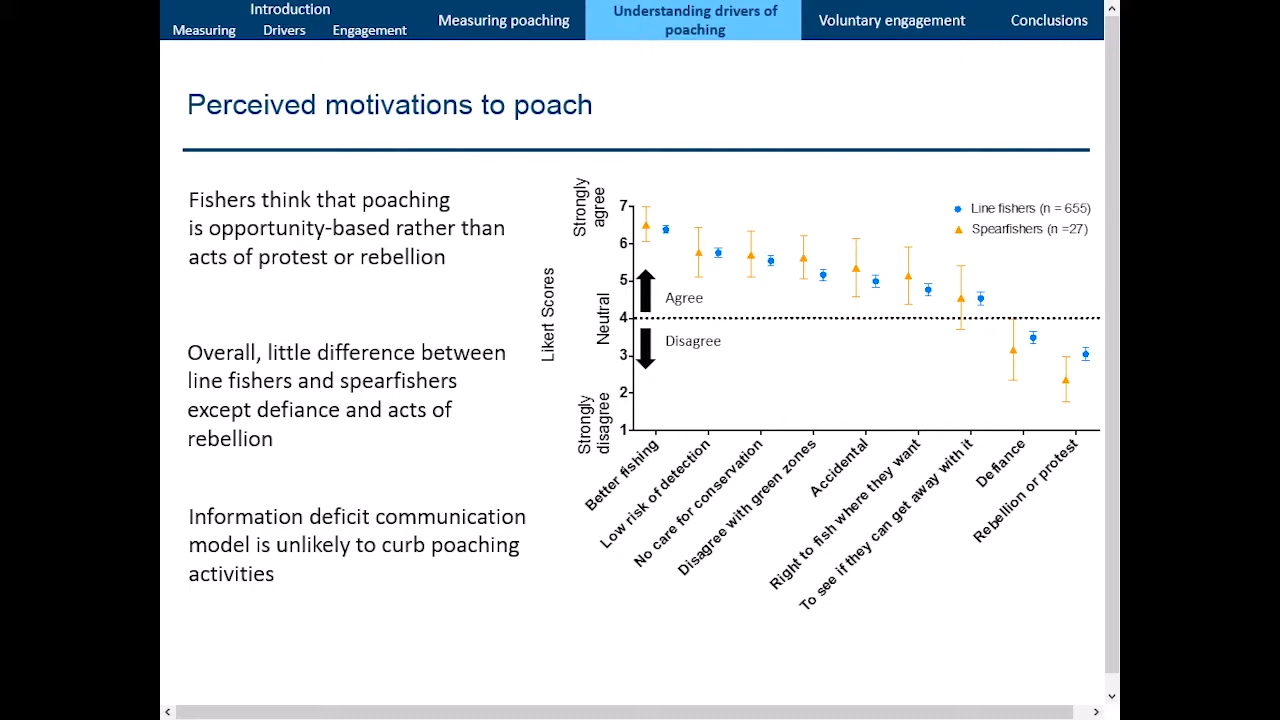 Introduction
Measuring Drivers Engagement
Measuring poaching
Understanding drivers of
poaching
Voluntary engagement
Conclusions
Perceived motivations to poach
Fishers think that poaching
is opportunity-based rather than
acts of protest or rebellion
Overall, little difference between
line fishers and spearfishers
except defiance and acts of
rebellion
Information deficit communication
model is unlikely to curb poaching
activities
Likert Scores
Strongly
agree
Neutral
Strongly
disagree
7
6
5
4
3
2
1
Agree
Disagree
Line fishers (n = 655)
Spearfishers (n =27)
Better fishing
Low risk of detection
No care for conservation
Disagree with green zones
Accidental
Right to fish where they want
To see if they can get away with it
Defiance
Rebellion or protest